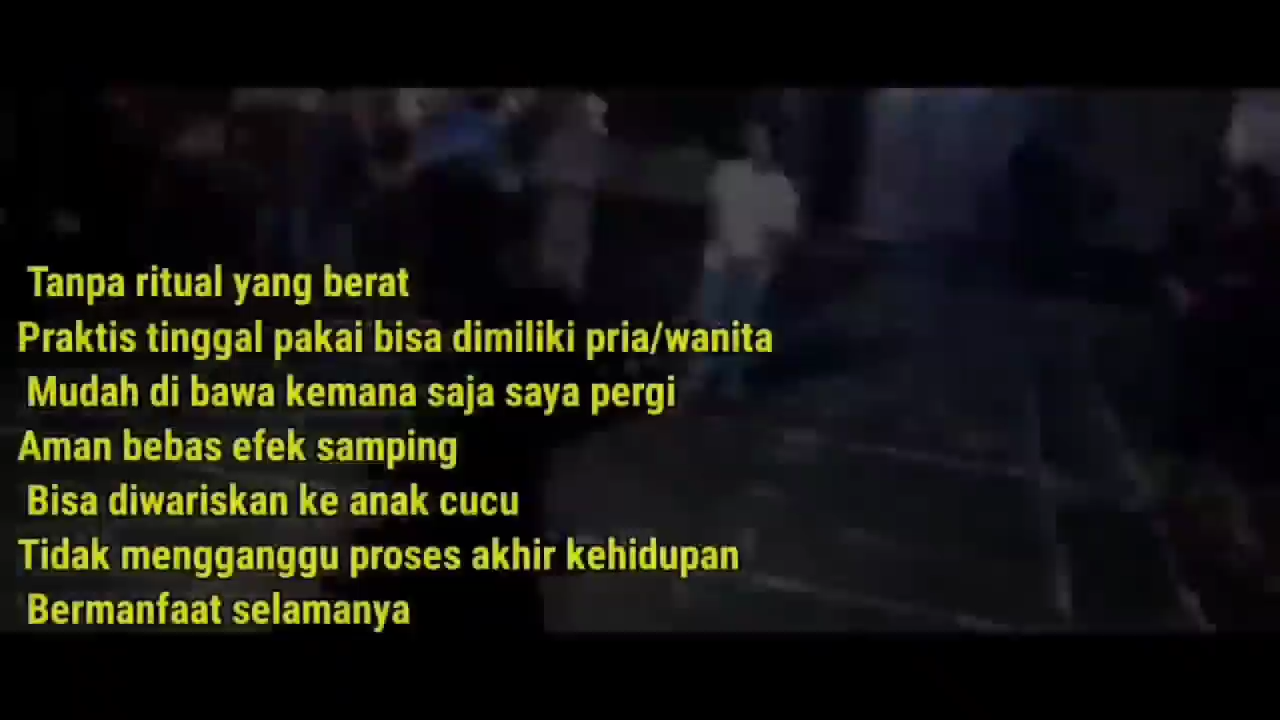 Tanpa ritual yang berat
Praktis tinggal pakai bisa dimiliki pria/wanita
Mudah di bawa kemana saja saya pergi
Aman bebas efek samping
Bisa diwariskan ke anak cucu
Tidak mengganggu proses akhir kehidupan
Bermanfaat selamanya